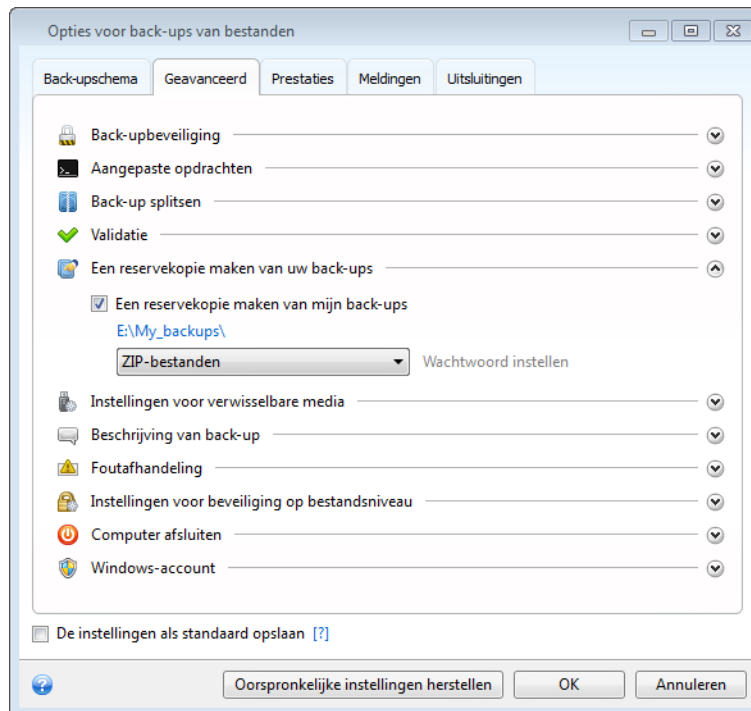 Opties voor back-ups van bestanden
Back-upschema Geavanceerd Prestaties Meldingen Uitsluitingen
Back-upbeveiliging
Aangepaste opdrachten
Back-up splitsen
Validatie
Een reservekopie maken van uw back-ups
Een reservekopie maken van mijn back-ups
E:\My_backups\
ZIP-bestanden Wachtwoord instellen
Instellingen voor verwisselbare media
Beschrijving van back-up
Foutafhandeling
Instellingen voor beveiliging op bestandsniveau
Computer afsluiten
Windows-account
De instellingen als standaard opslaan [?]
Oorspronkelijke instellingen herstellen OK Annuleren